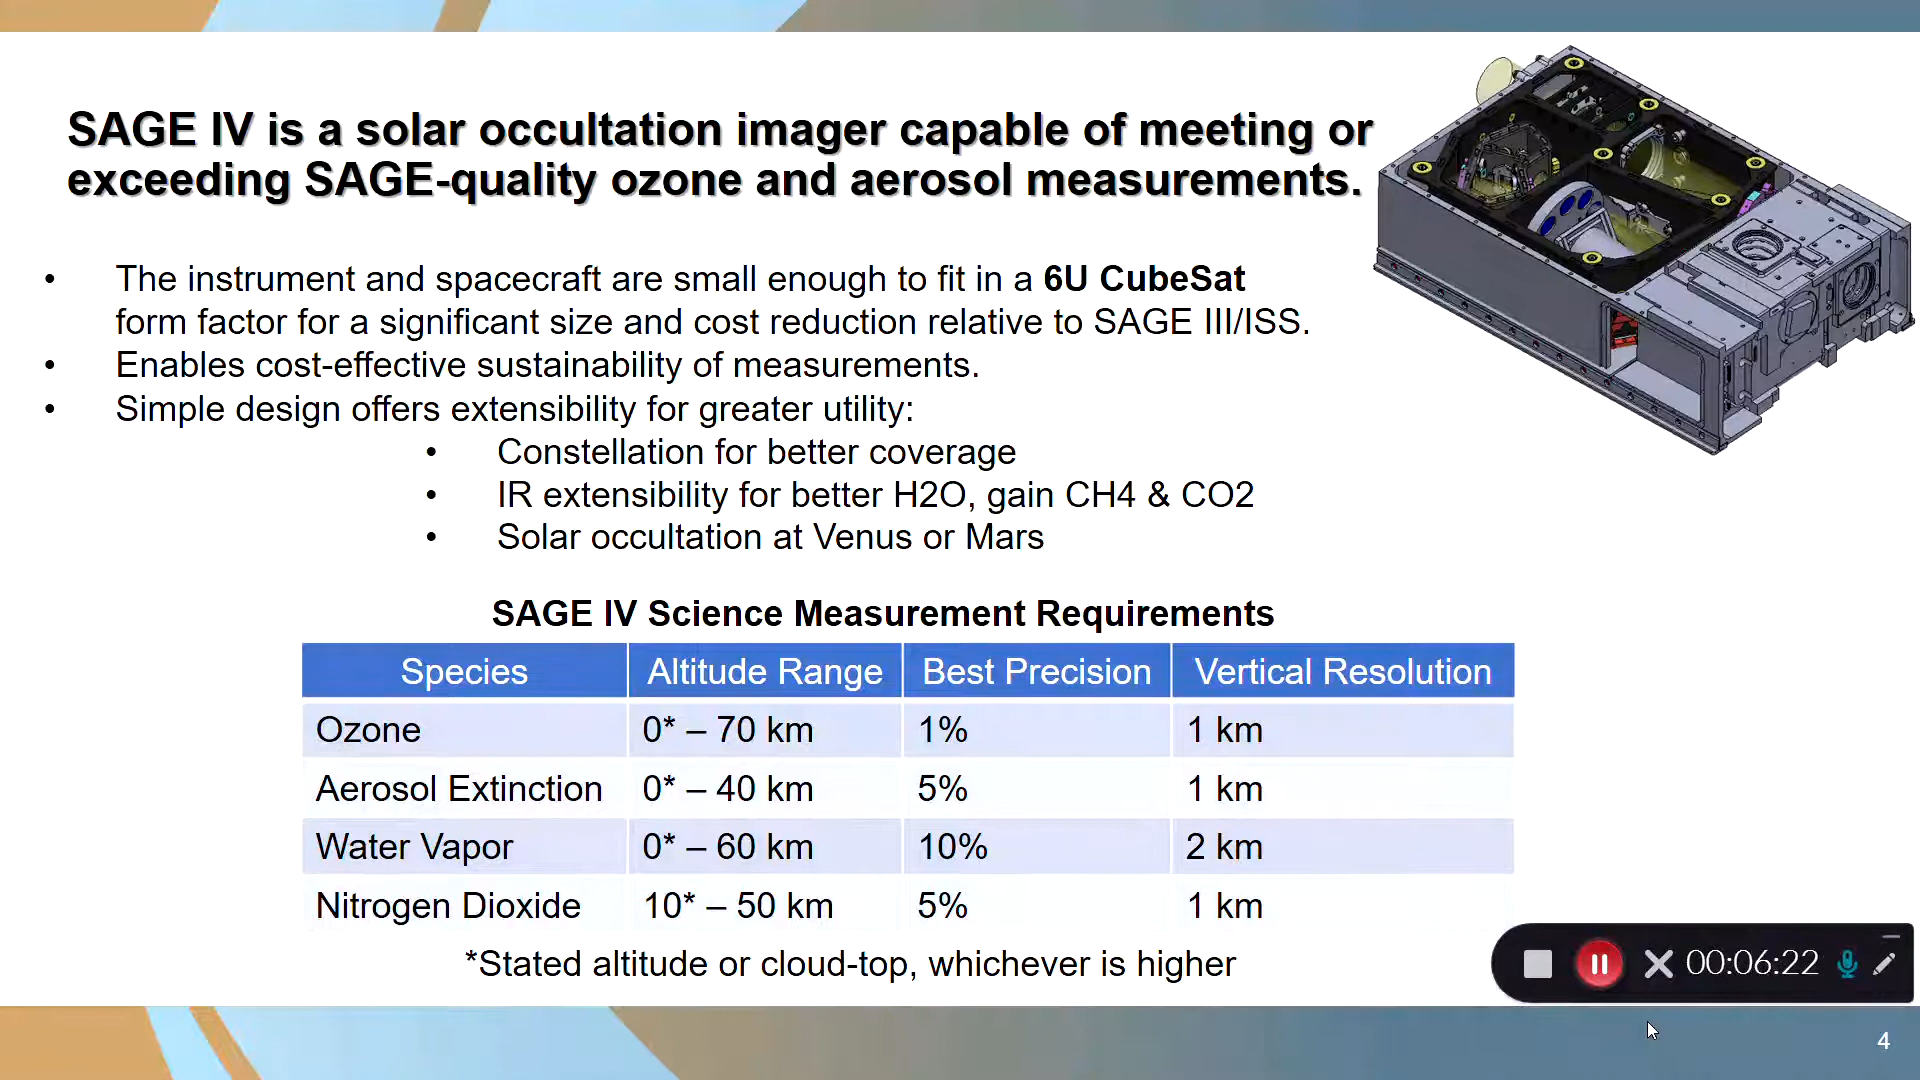 SAGE IV is a solar occultation imager capable of meeting or
exceeding SAGE-quality ozone and aerosol measurements.
• The instrument and spacecraft are small enough to fit in a 6U CubeSat
form factor for a significant size and cost reduction relative to SAGE III/ISS.
• Enables cost-effective sustainability of measurements.
• Simple design offers extensibility for greater utility:
• Constellation for better coverage
• IR extensibility for better H2O, gain CH4 & CO2
• Solar occultation at Venus or Mars
SAGE IV Science Measurement Requirements
Species Altitude Range Best Precision Vertical Resolution
Ozone 0* – 70 km 1% 1 km
Aerosol Extinction 0* – 40 km 5% 1 km
Water Vapor 0* – 60 km 10% 2 km
Nitrogen Dioxide 10* – 50 km 5% 1 km
*Stated altitude or cloud-top, whichever is higher
00:06:22
4